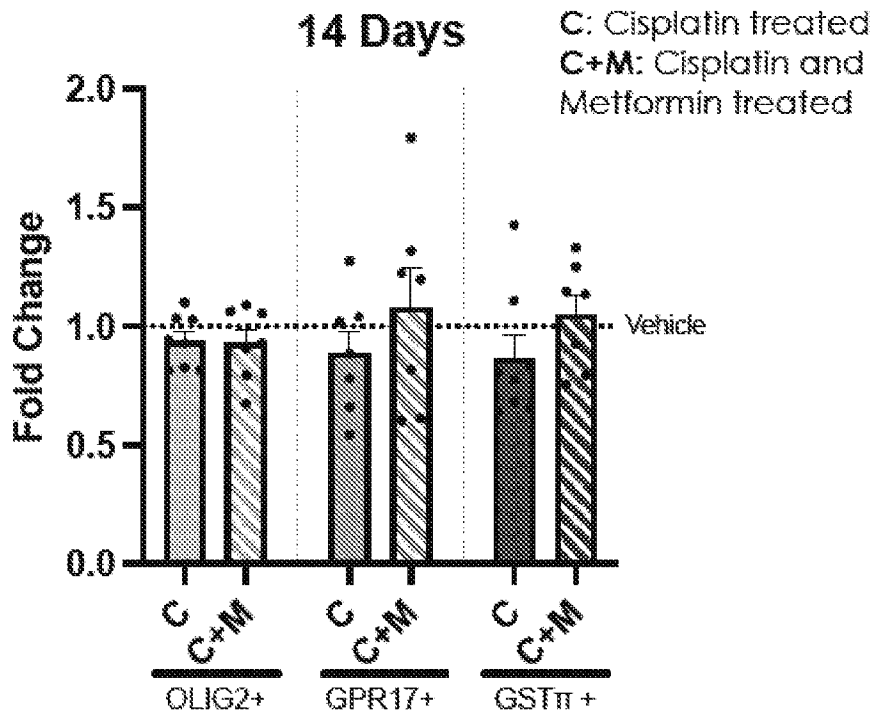 14 Days
C: Cisplatin treated
C+M: Cisplatin and
Metformin treated
Fold Change
2.0
1.5
1.0
0.5
0.0
Vehicle
C
C+M
C
C+M
C
C+M
OLIG2+
GPR17+
GSTπ +